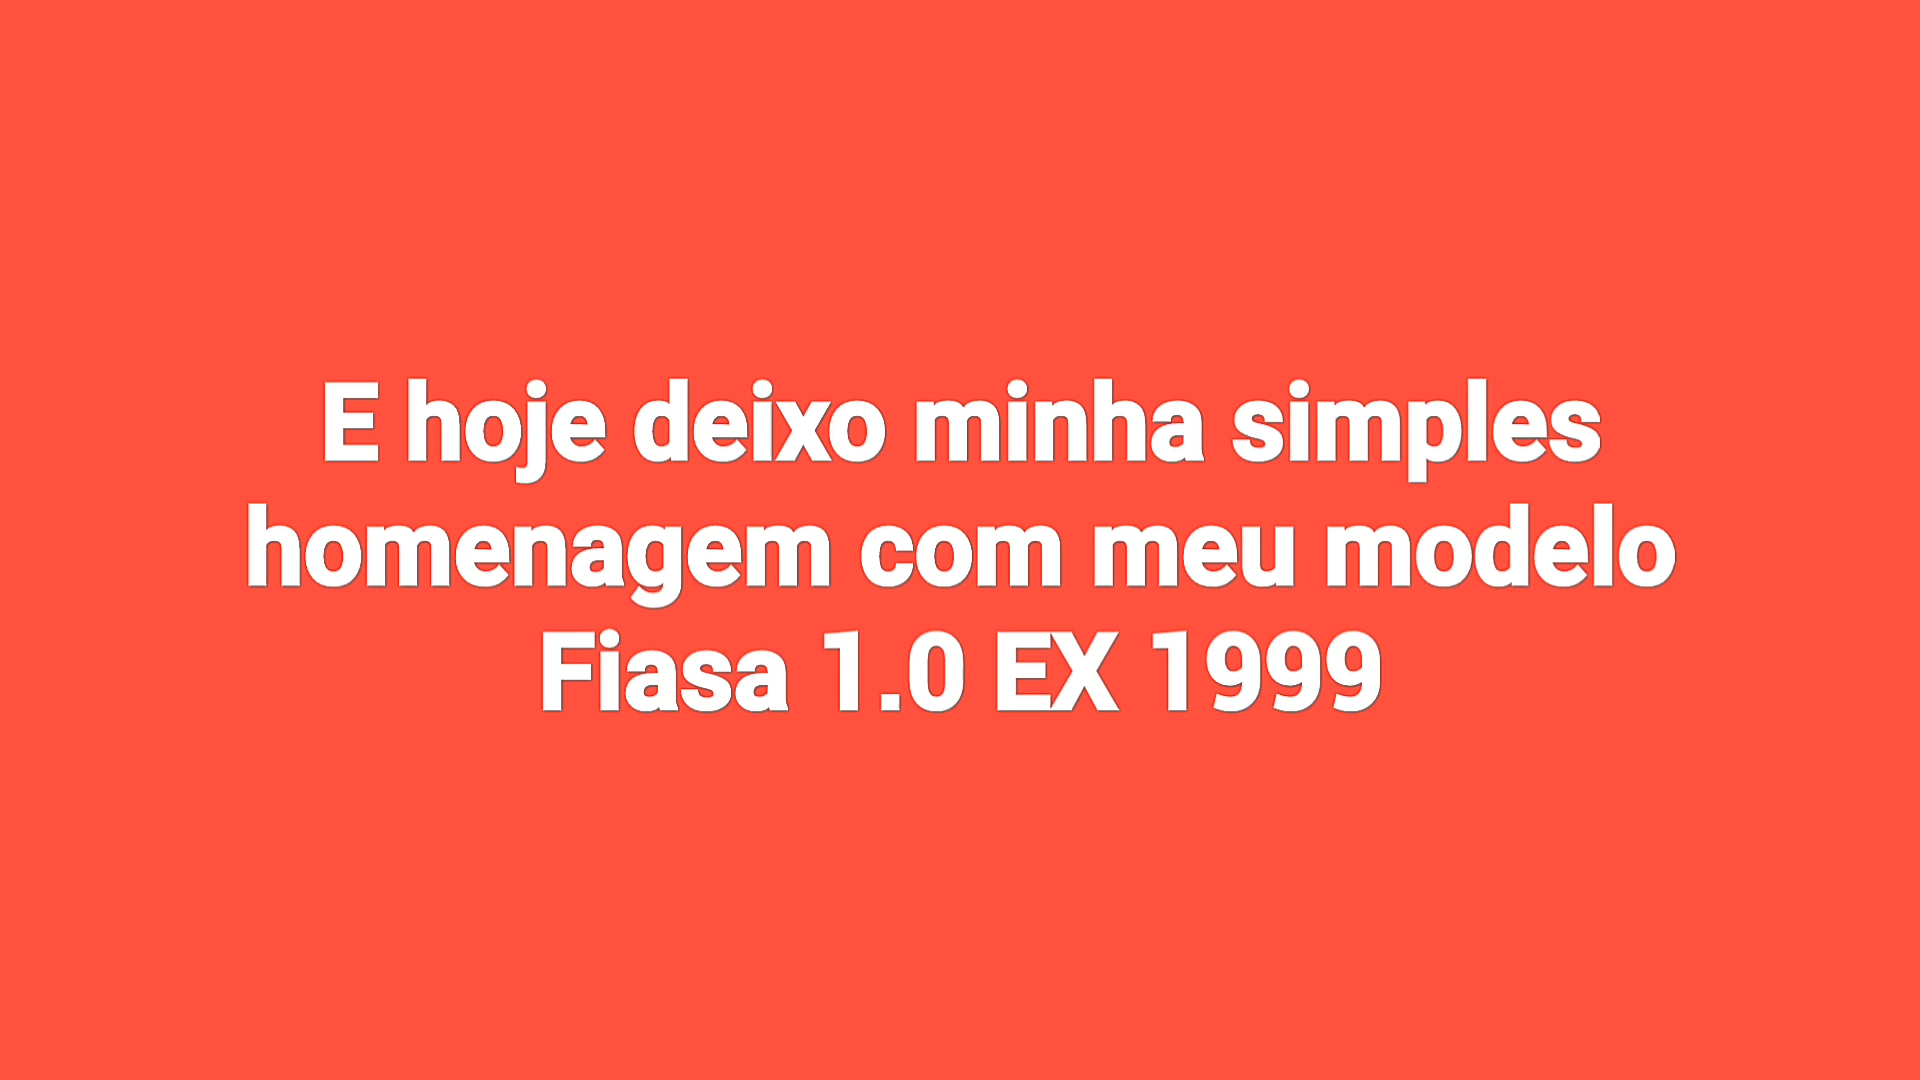 E hoje deixo minha simples
homenagem com meu modelo
Fiasa 1.0 EX 1999